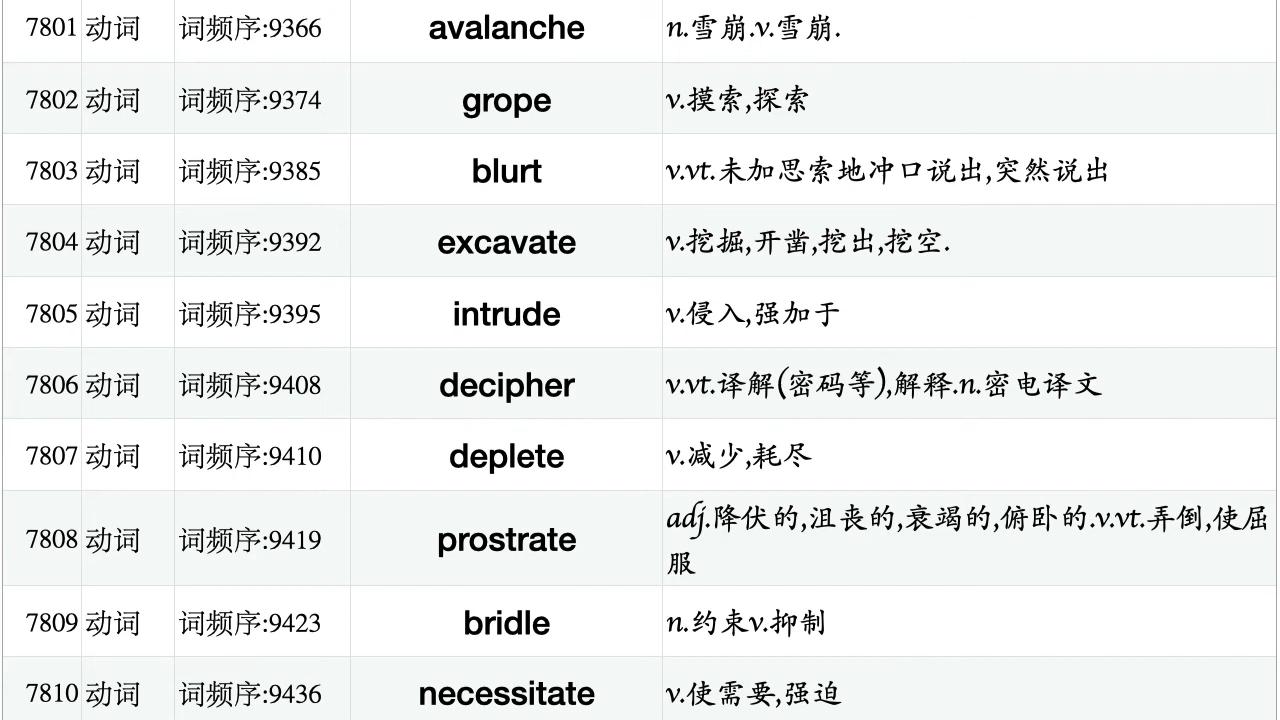 7801 动词 词频序:9366 avalanche n.雪崩.v.雪崩.
7802 动词 词频序:9374 grope v.摸索,探索
7803 动词 词频序:9385 blurt v.vt.未加思索地冲口说出,突然说出
7804 动词 词频序:9392 excavate v.挖掘,开凿,挖出,挖空.
7805 动词 词频序:9395 intrude v.侵入,强加于
7806 动词 词频序:9408 decipher v.vt.译解(密码等),解释.n.密电译文
7807 动词 词频序:9410 deplete v.减少,耗尽
7808 动词 词频序:9419 prostrate adj.降伏的,沮丧的,衰竭的,俯卧的.v.vt.弄倒,使屈
服
7809 动词 词频序:9423 bridle n.约束v.抑制
7810 动词 词频序:9436 necessitate v.使需要,强迫